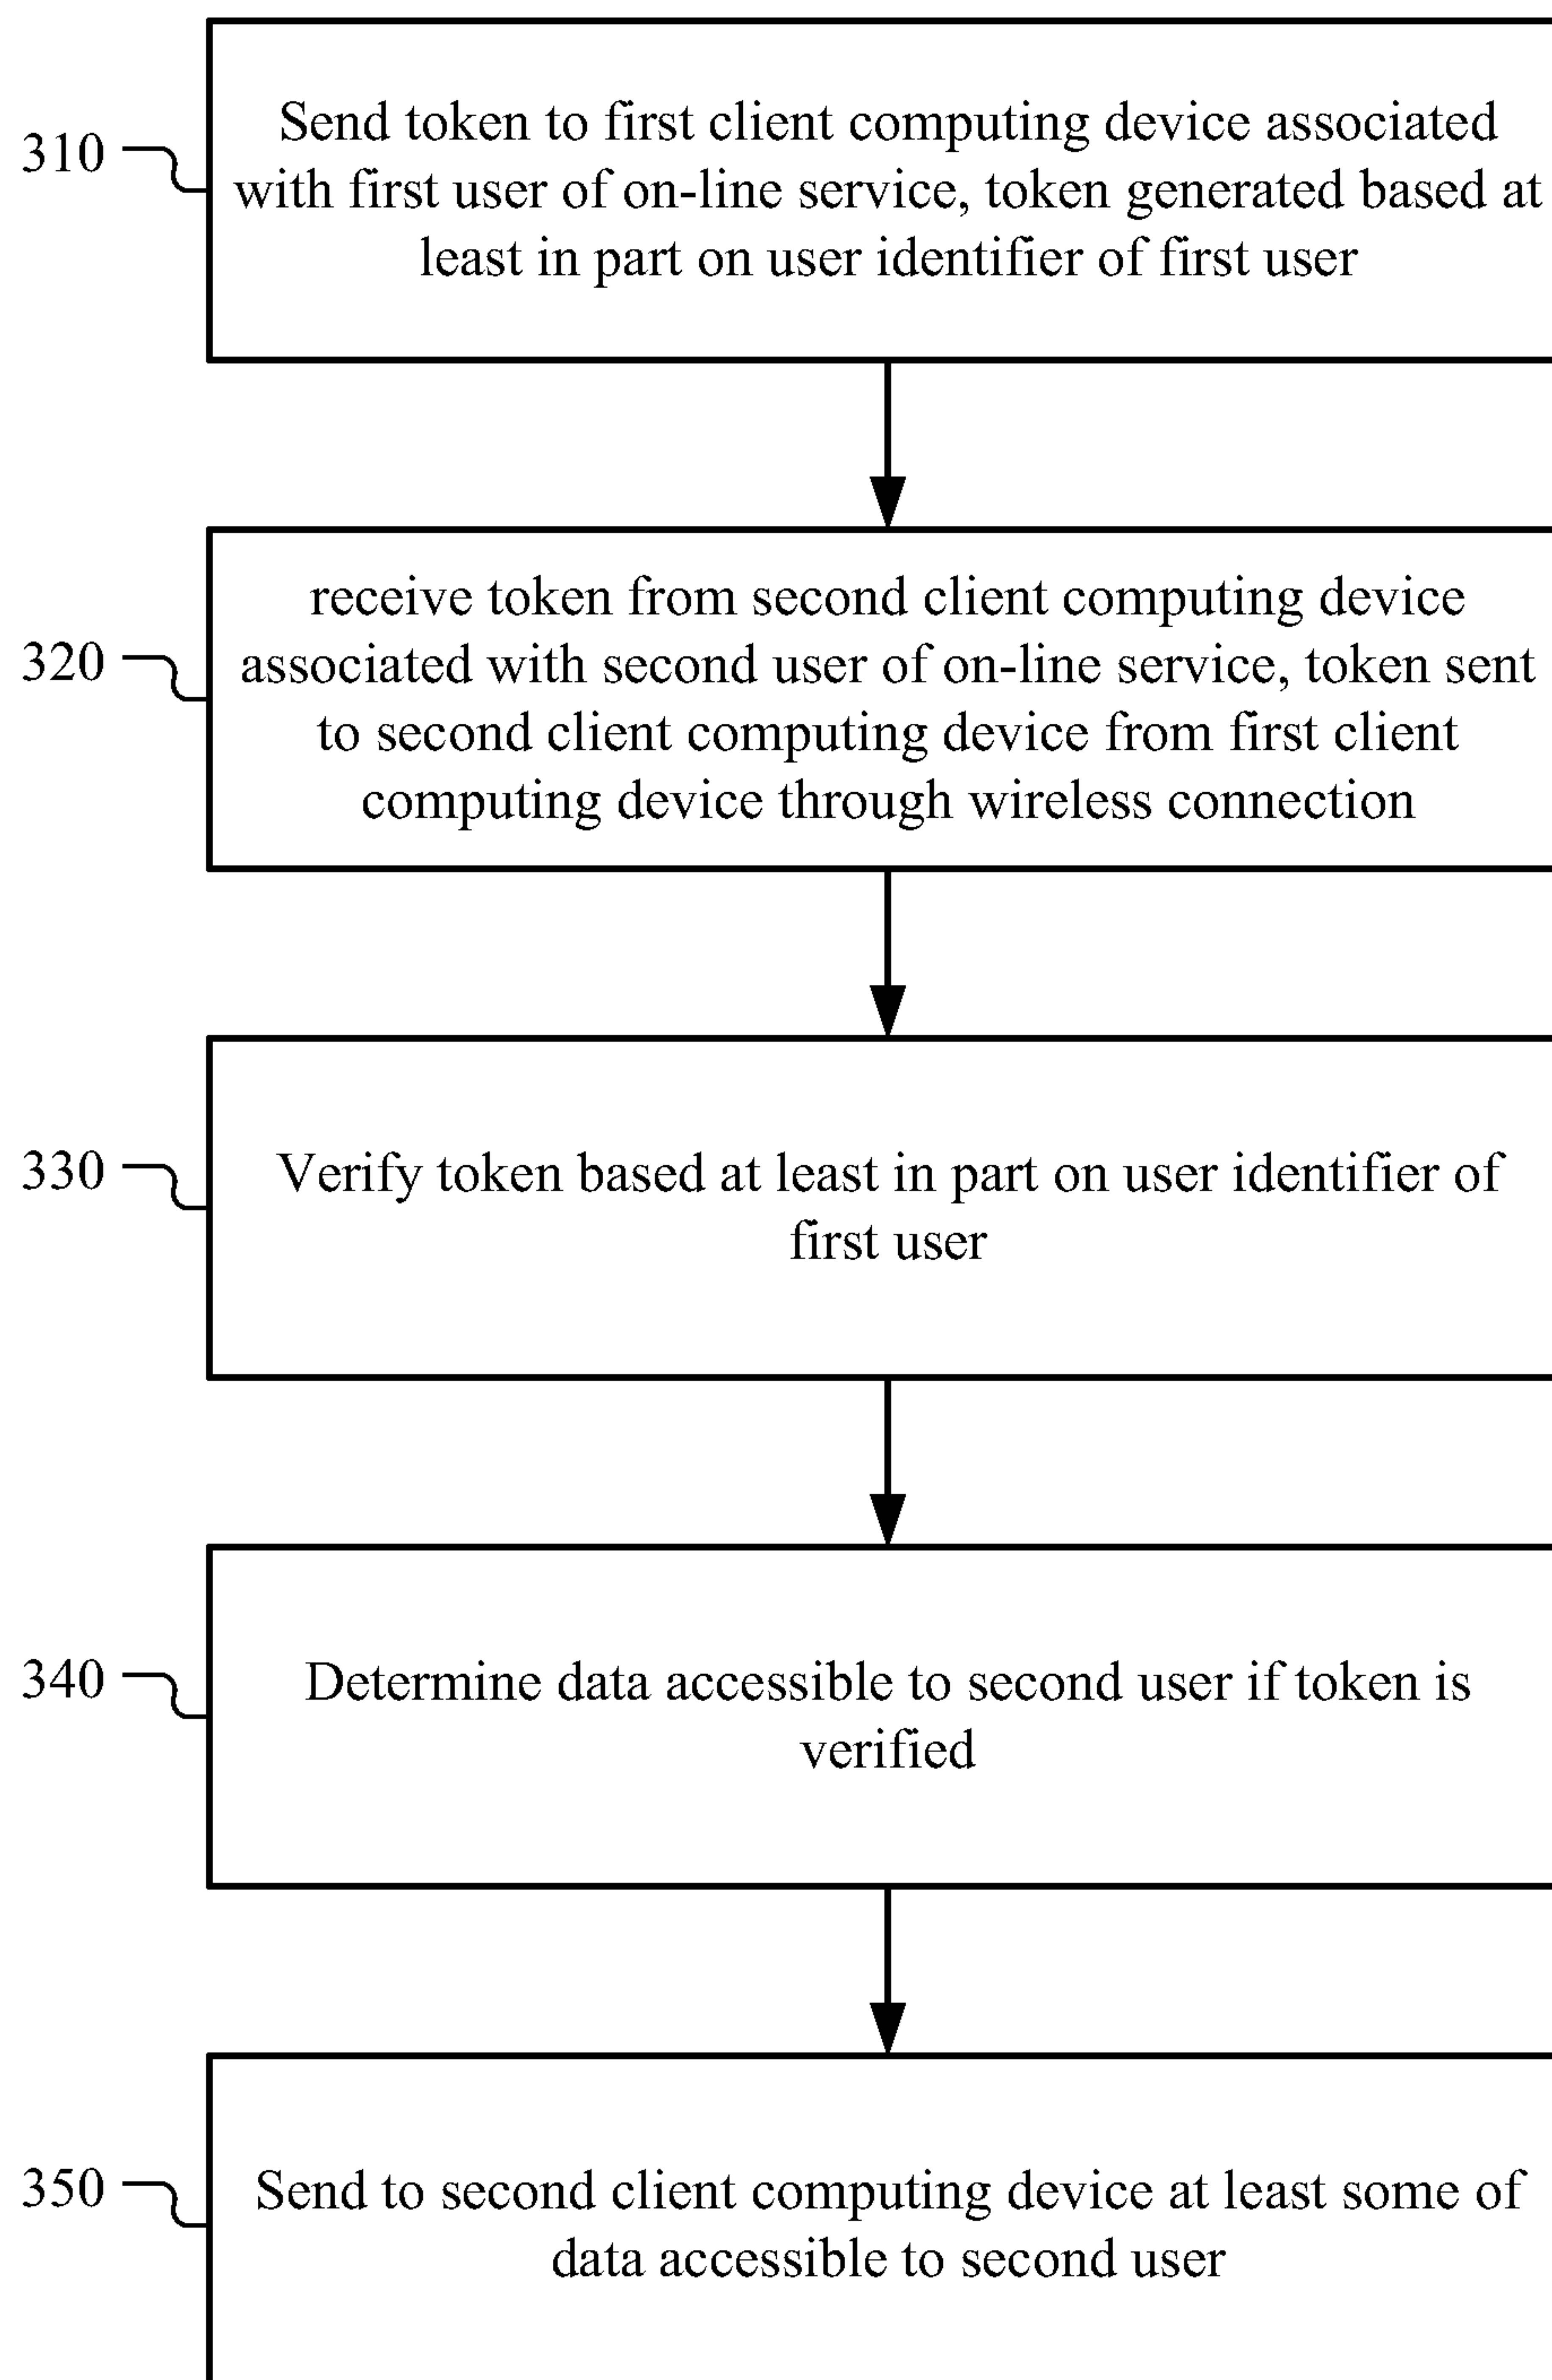 310
Send token to first client computing device associated
with first user of on-line service, token generated based at
least in part on user identifier of first user
320
receive token from second client computing device
associated with second user of on-line service, token sent
to second client computing device from first client
computing device through wireless connection
330
Verify token based at least in part on user identifier of
first user
340
Determine data accessible to second user if token is
verified
350
Send to second client computing device at least some of
data accessible to second user